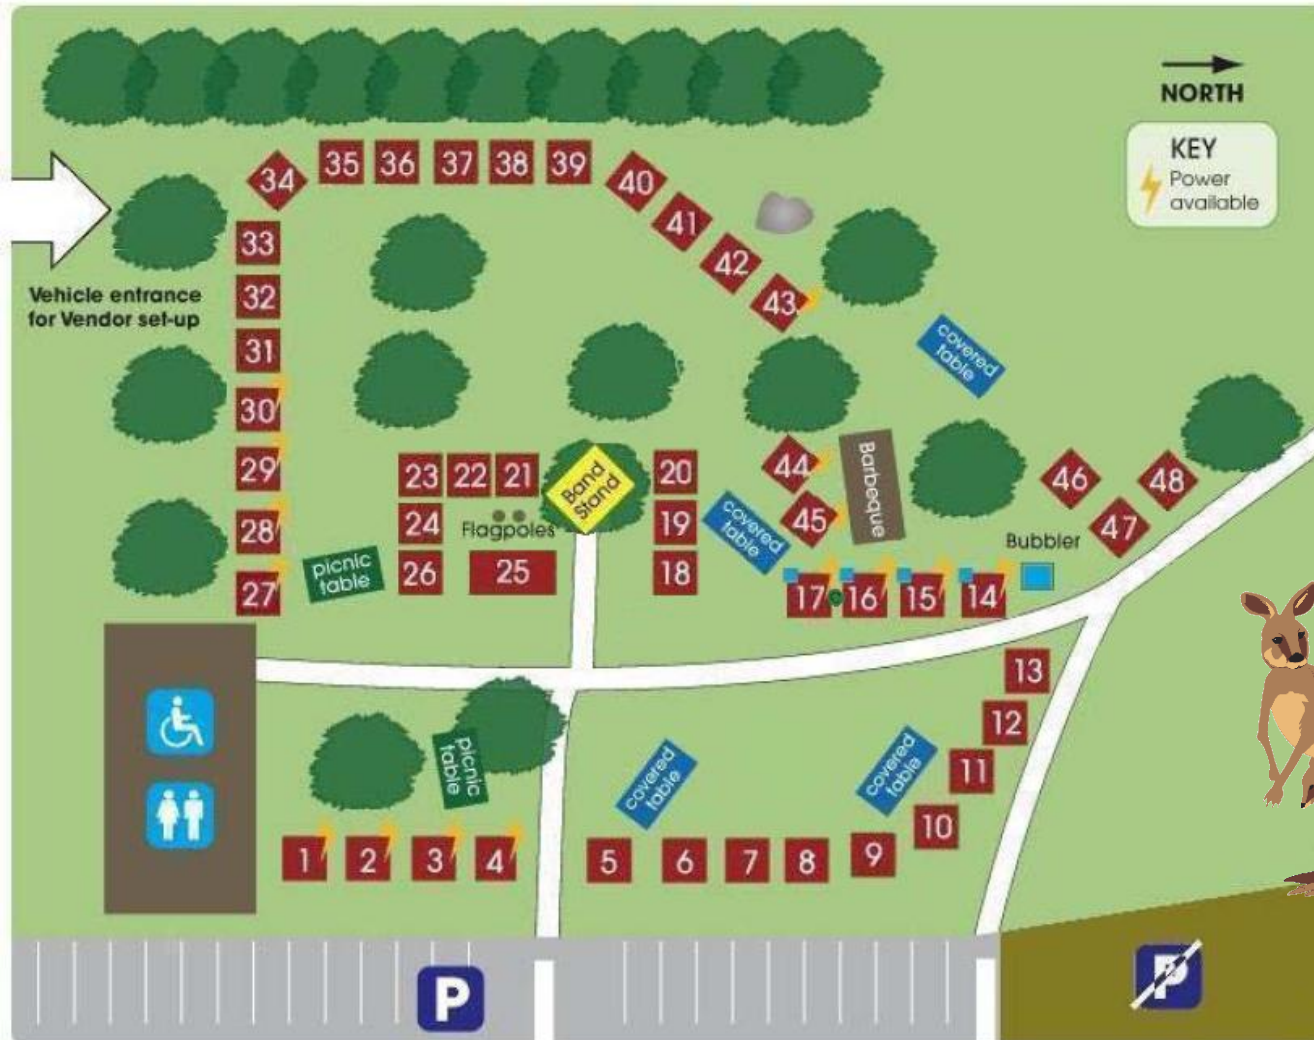 NORTH
KEY
Power
available
35 36 37 38 39
34
40
41
33
42
32
43
Vehicle entrance
for Vendor set-up
31
covered
table
30
29
23 22 21
Band
Stand
20
44
Barbeque
46
48
28
24
Flagpoles
19
covered
table
45
47
Bubbler
27
picnic
table
26
25
18
17
16
15
14
13
12
picnic
table
covered
table
covered
table
11
10
1
2
3
4
5
6
7
8
9
P
P